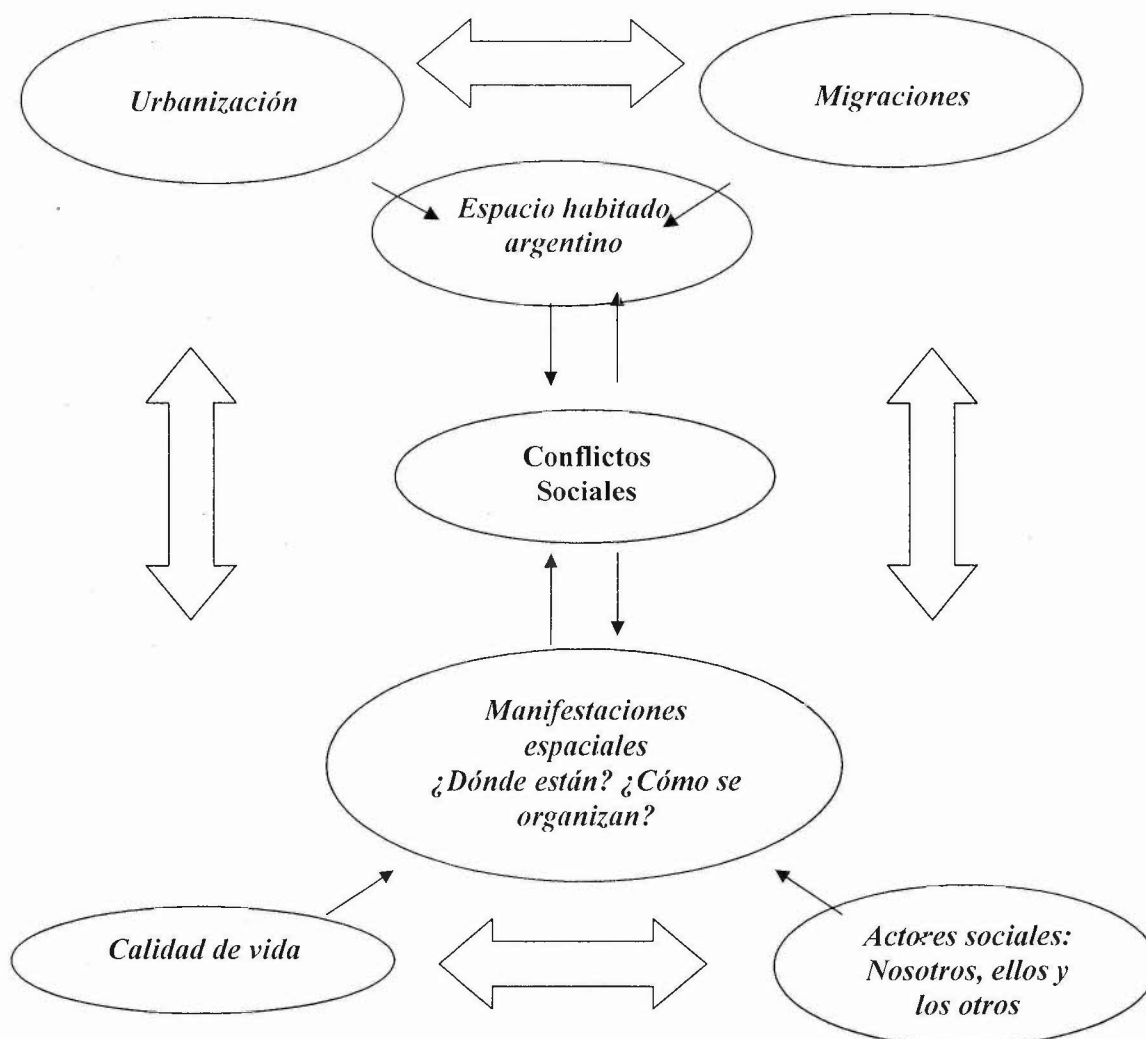 Urbanización
Migraciones
Espacio habitado
argentino
Conflictos
Sociales
Manifestaciones
espaciales
¿Dónde están? ¿Cómo se
organizan?
Calidad de vida
Actores sociales:
Nosotros, ellos y
los otros